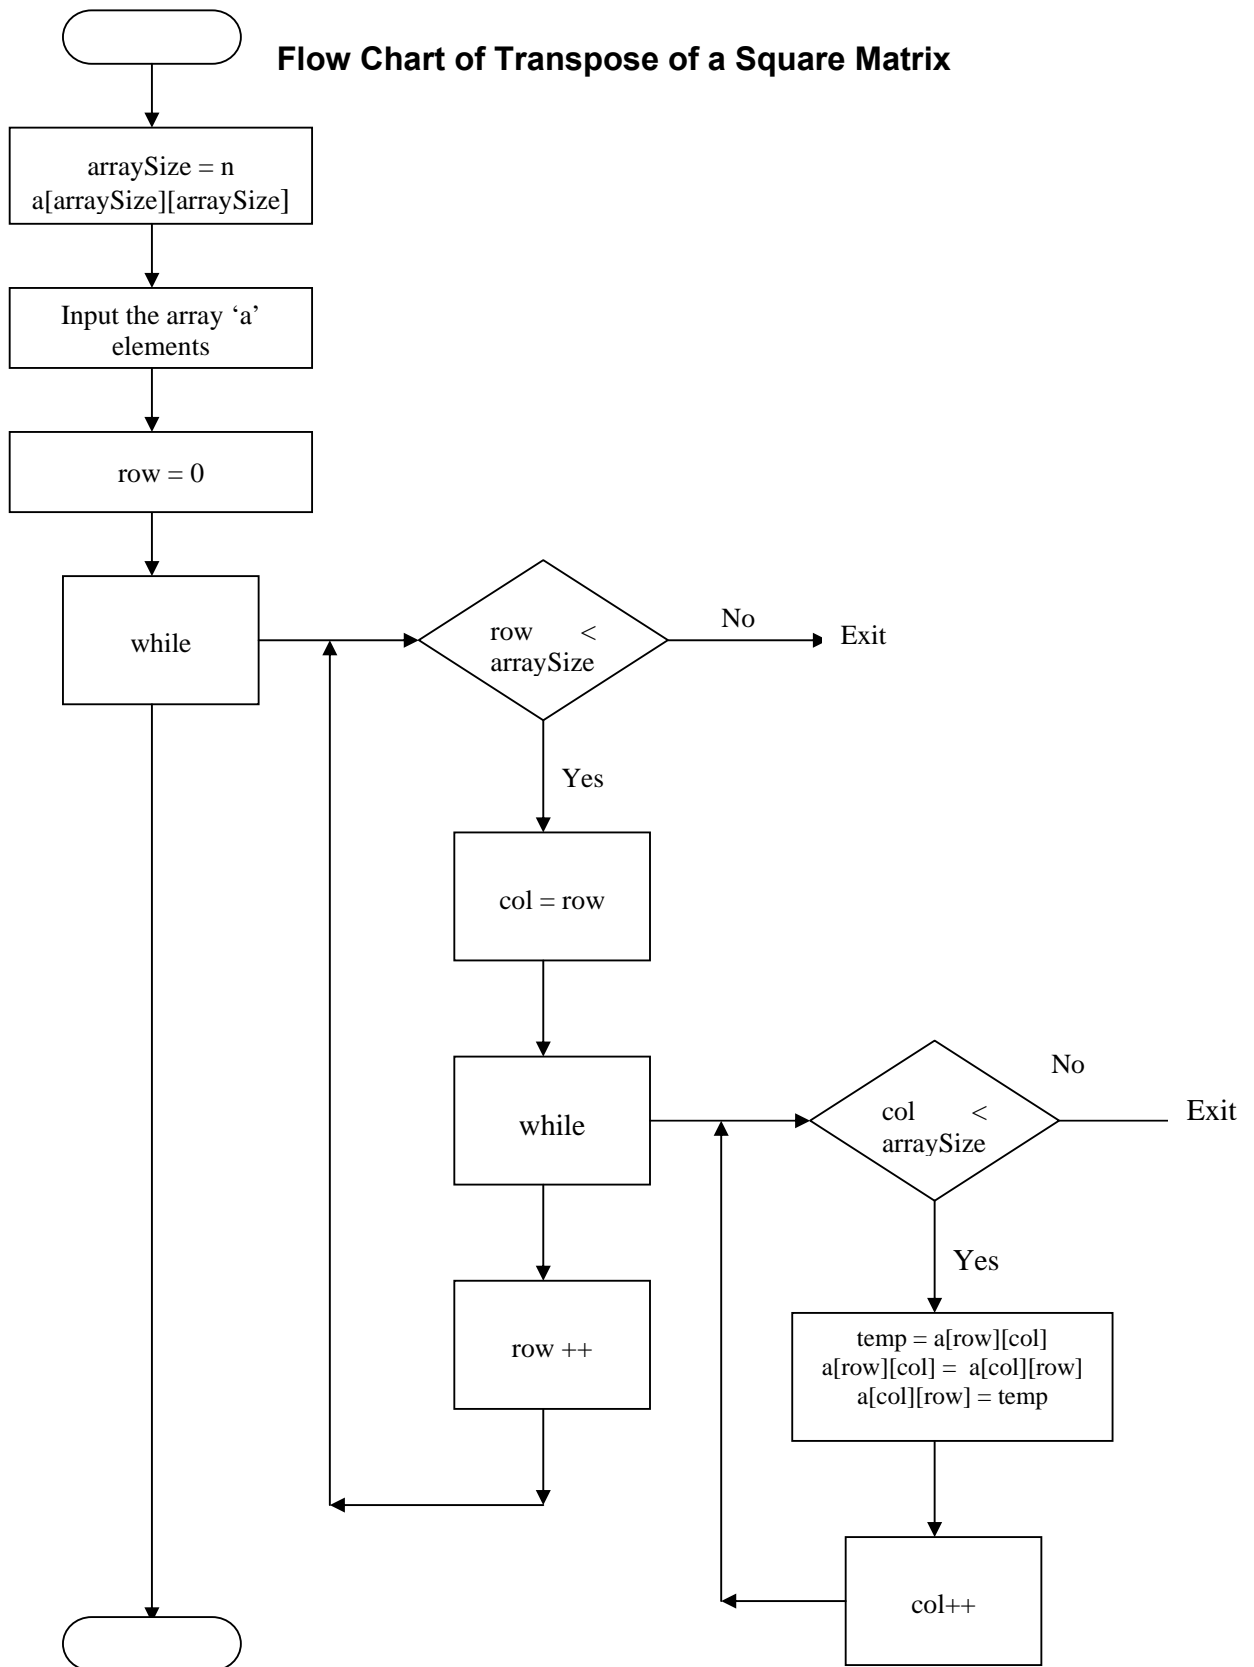 Flow Chart of Transpose of a Square Matrix
arraySize = n
a[arraySize][arraySize]
Input the array ‘a’
elements
row = 0
while
row <
arraySize
No
Exit
Yes
col = row
while
col <
arraySize
No
Exit
Yes
row ++
temp = a[row][col]
a[row][col] = a[col][row]
a[col][row] = temp
col++